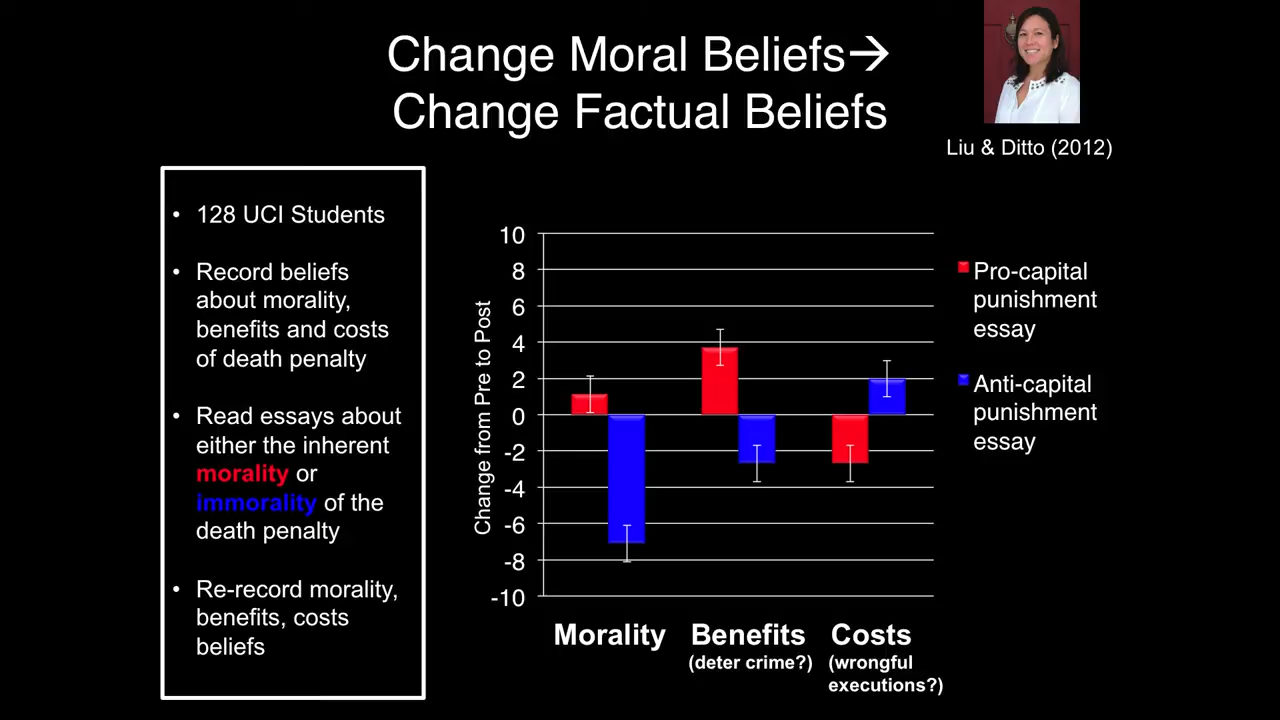 Change Moral Beliefs→
Change Factual Beliefs
Liu & Ditto (2012)
• 128 UCI Students
• Record beliefs
about morality,
benefits and costs
of death penalty
• Read essays about
either the inherent
morality or
immorality of the
death penalty
• Re-record morality,
benefits, costs
beliefs
Change from Pre to Post
10
8
6
4
2
0
-2
-4
-6
-8
-10
Morality
Benefits
(deter crime?)
Costs
(wrongful
executions?)
Pro-capital
punishment
essay
Anti-capital
punishment
essay